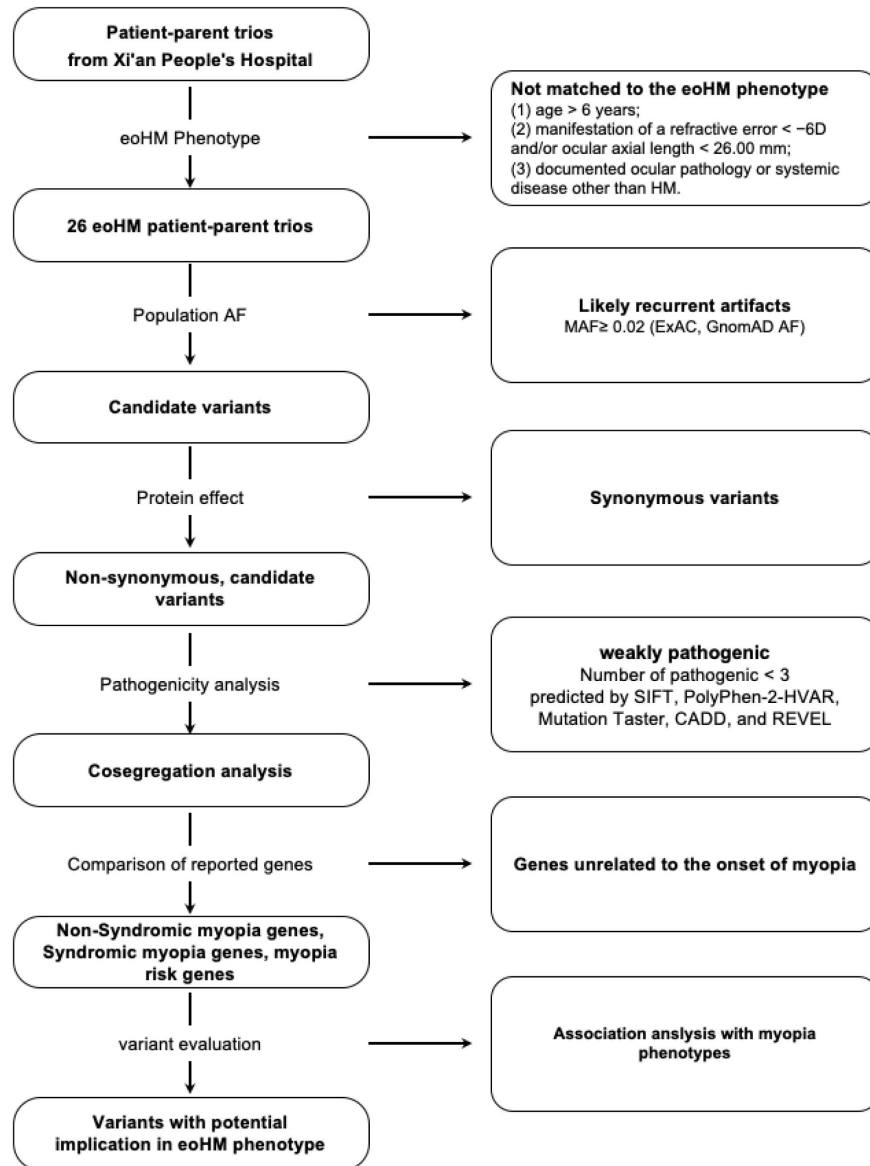 Patient-parent trios
from Xi'an People's Hospital
eoHM Phenotype
Not matched to the eoHM phenotype
(1) age > 6 years;
(2) manifestation of a refractive error < −6D
and/or ocular axial length < 26.00 mm;
(3) documented ocular pathology or systemic
disease other than HM.
26 eoHM patient-parent trios
Population AF
Likely recurrent artifacts
MAF≥ 0.02 (ExAC, GnomAD AF)
Candidate variants
Protein effect
Synonymous variants
Non-synonymous, candidate
variants
Pathogenicity analysis
weakly pathogenic
Number of pathogenic < 3
predicted by SIFT, PolyPhen-2-HVAR,
Mutation Taster, CADD, and REVEL
Cosegregation analysis
Comparison of reported genes
Genes unrelated to the onset of myopia
Non-Syndromic myopia genes,
Syndromic myopia genes, myopia
risk genes
variant evaluation
Association anslysis with myopia
phenotypes
Variants with potential
implication in eoHM phenotype